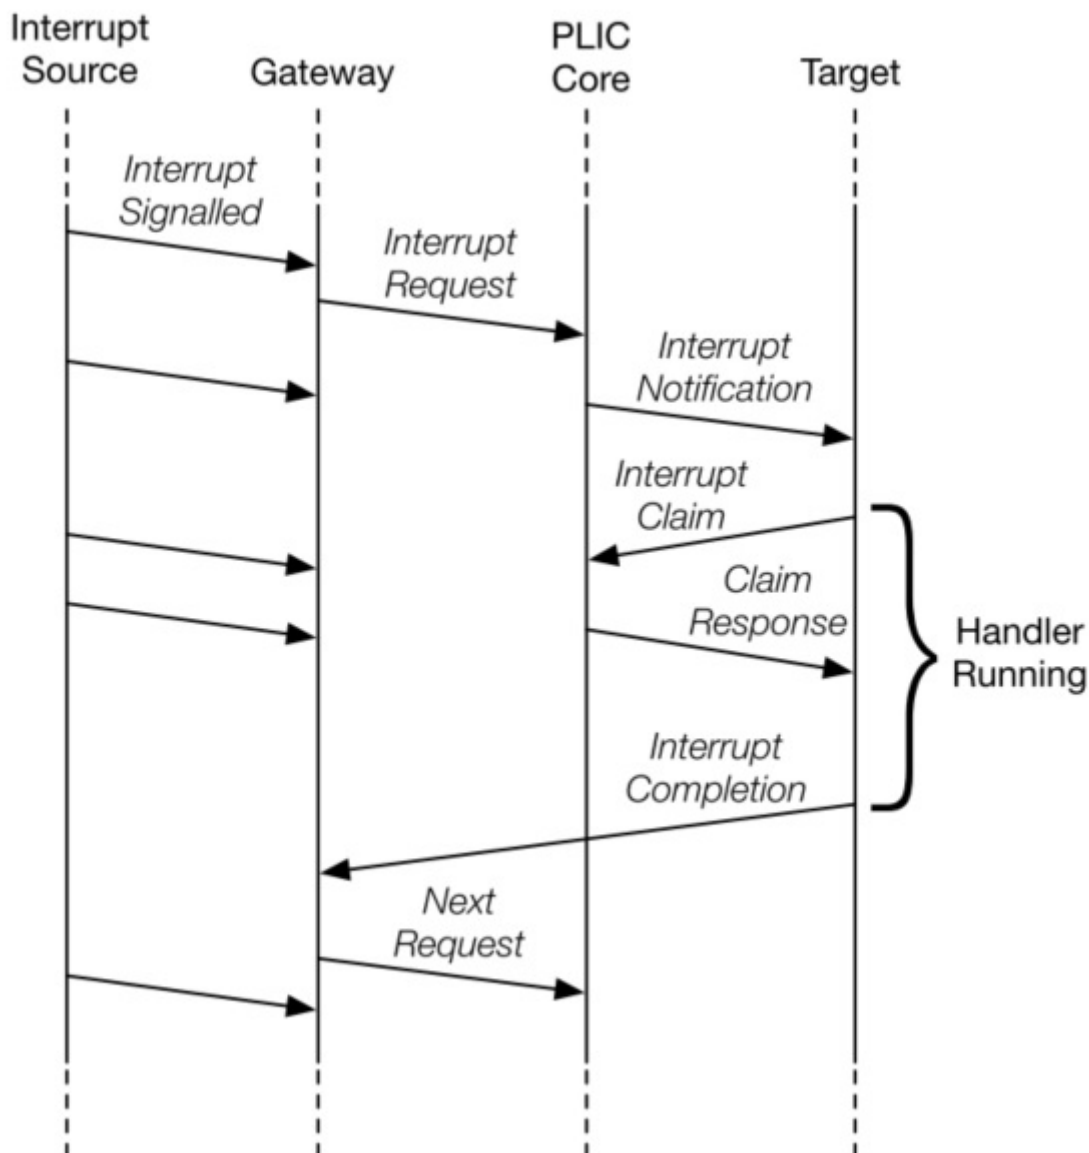 Interrupt
Source
Gateway
PLIC
Core
Target
Interrupt
Signalled
Interrupt
Request
Interrupt
Notification
Interrupt
Claim
Claim
Response
Handler
Running
Interrupt
Completion
Next
Request